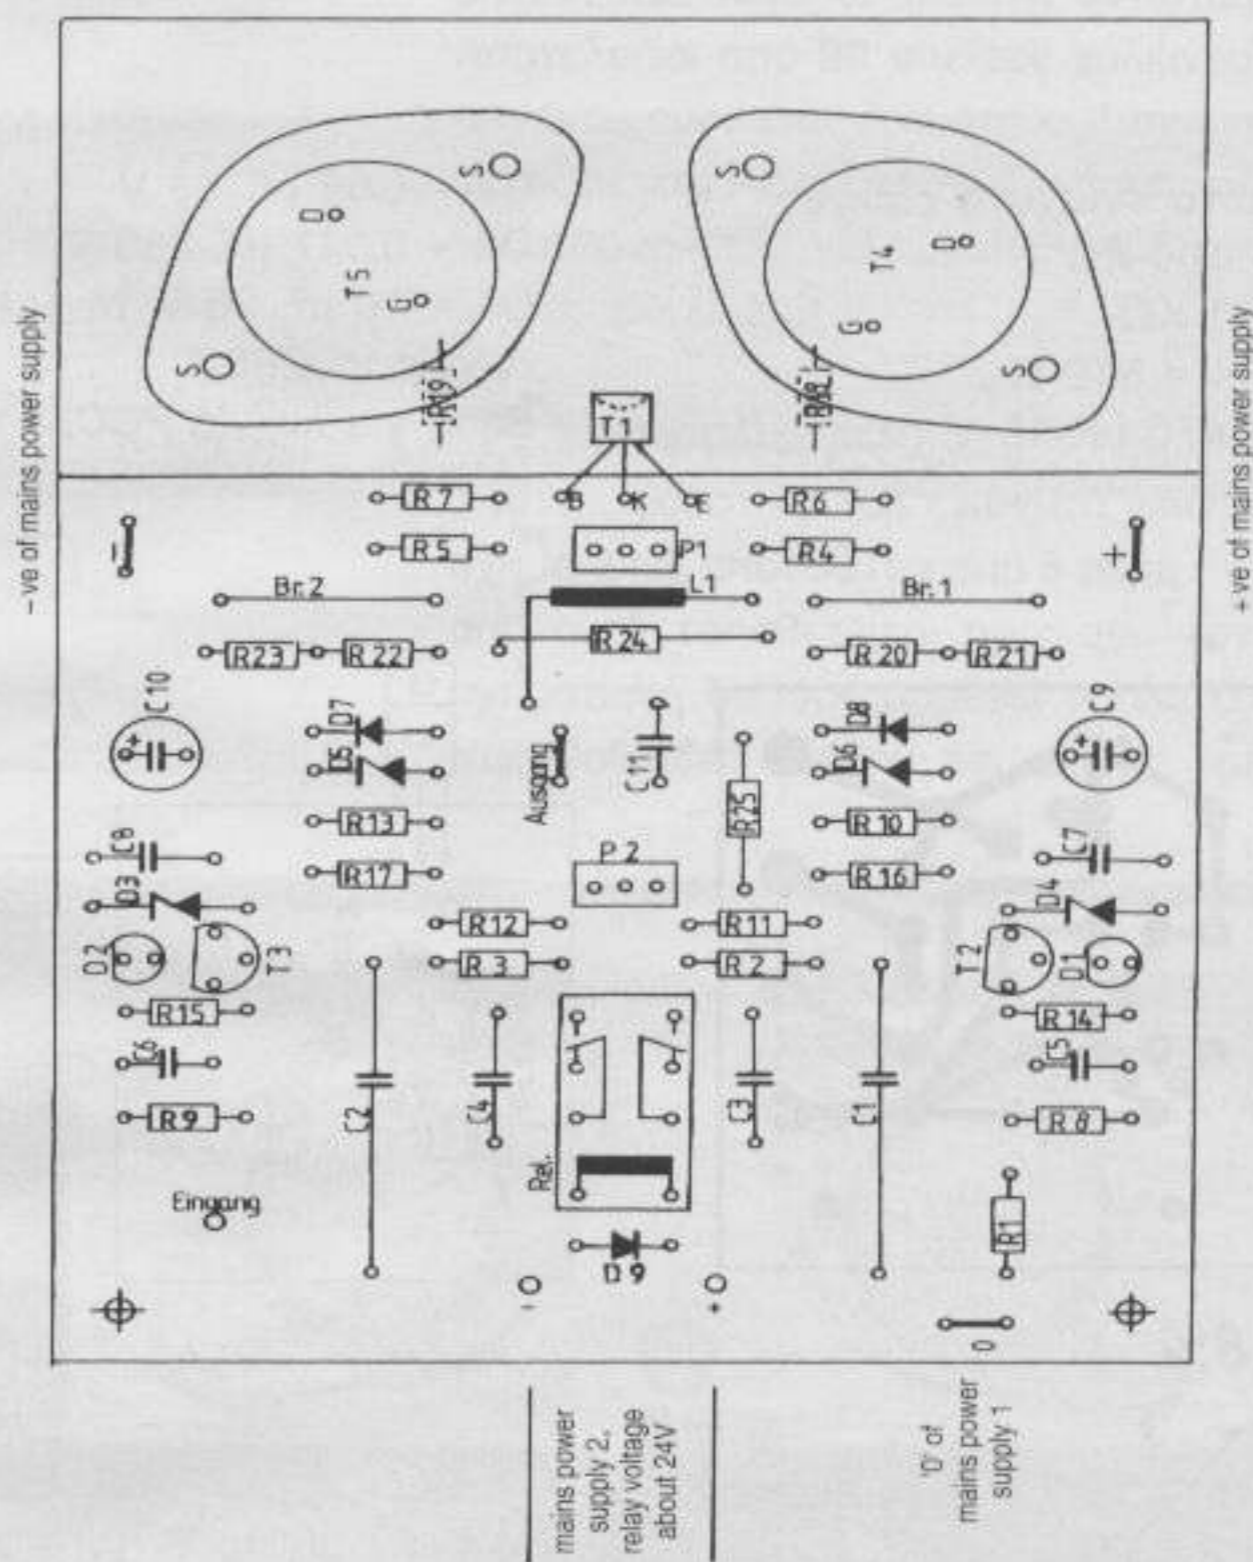 – ve of mains power supply
+ ve of mains power supply
S
S
D
D
T5
T4
G
G
S
S
R19
T1
R7
B
K
E
R6
–
R5
P1
R4
+
Br.2
L1
Br.1
R23
R22
R24
R20
R21
C10
D7
D8
C9
+
D5
Ausgang
C11
D6
+
R13
R25
R10
C8
P2
C7
R17
R16
D3
D4
R12
R11
D2
T3
R3
R2
T2
D1
R15
R14
C6
C5
C2
C4
C3
C1
R9
R8
Rel.
Eingang
R1
D9
-
+
0
mains power
supply 2,
relay voltage
about 24V
'0' of
mains power
supply 1